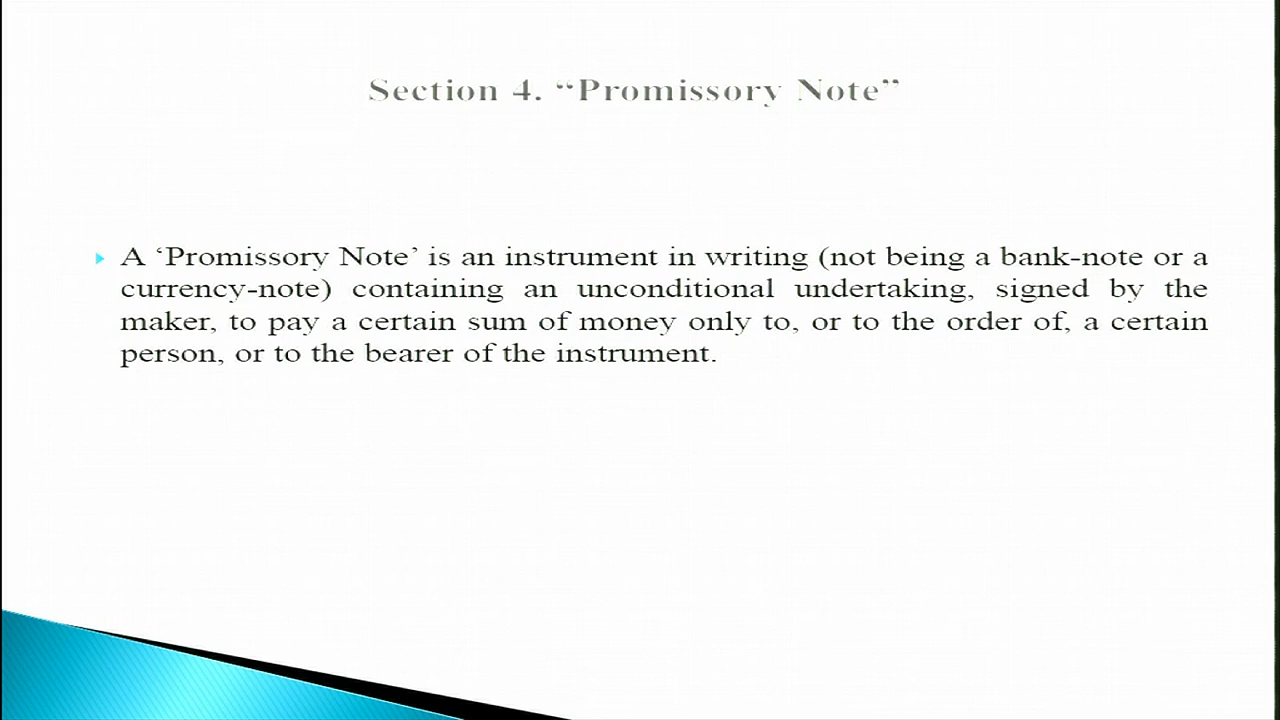 Section 4. “Promissory Note”
A ‘Promissory Note’ is an instrument in writing (not being a bank-note or a
currency-note) containing an unconditional undertaking, signed by the
maker, to pay a certain sum of money only to, or to the order of, a certain
person, or to the bearer of the instrument.